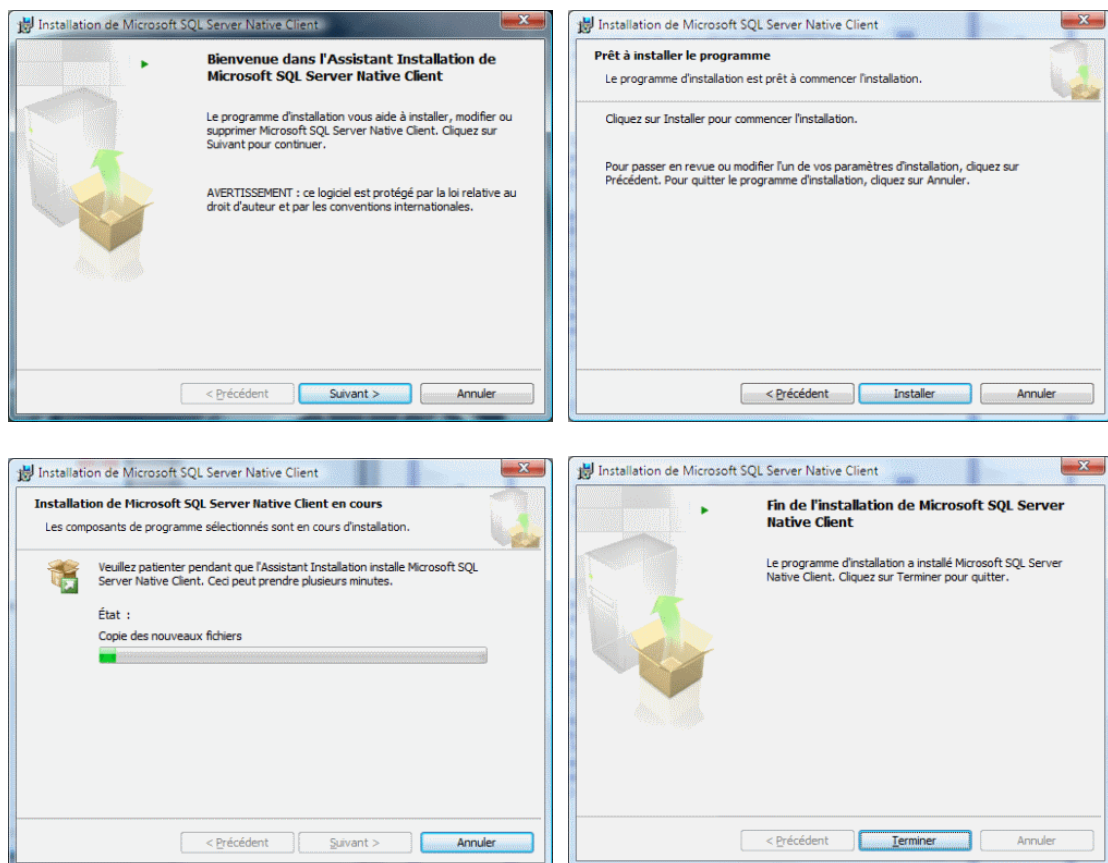 Installation de Microsoft SQL Server Native Client
Bienvenue dans l'Assistant Installation de
Microsoft SQL Server Native Client
Le programme d'installation vous aide à installer, modifier ou
supprimer Microsoft SQL Server Native Client. Cliquez sur
Suivant pour continuer.
AVERTISSEMENT : ce logiciel est protégé par la loi relative au
droit d'auteur et par les conventions internationales.
< Précédent
Suivant >
Annuler
Installation de Microsoft SQL Server Native Client
Prêt à installer le programme
Le programme d'installation est prêt à commencer l'installation.
Cliquez sur Installer pour commencer l'installation.
Pour passer en revue ou modifier l'un de vos paramètres d'installation, cliquez sur
Précédent. Pour quitter le programme d'installation, cliquez sur Annuler.
< Précédent
Installer
Annuler
Installation de Microsoft SQL Server Native Client
Installation de Microsoft SQL Server Native Client en cours
Les composants de programme sélectionnés sont en cours d'installation.
Veuillez patienter pendant que l'Assistant Installation installe Microsoft SQL
Server Native Client. Ceci peut prendre plusieurs minutes.
État :
Copie des nouveaux fichiers
< Précédent
Suivant >
Annuler
Installation de Microsoft SQL Server Native Client
Fin de l'installation de Microsoft SQL Server
Native Client
Le programme d'installation a installé Microsoft SQL Server
Native Client. Cliquez sur Terminer pour quitter.
< Précédent
Terminer
Annuler